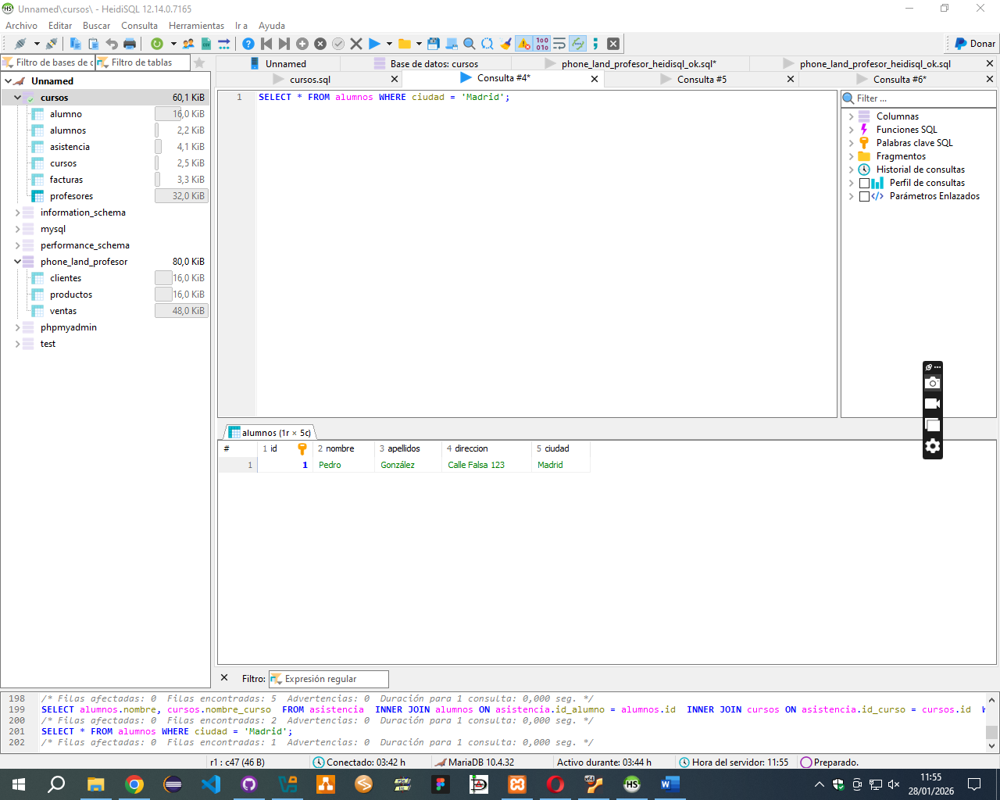 Unnamed\cursos\ - HeidiSQL 12.14.0.7165
Archivo Editar Buscar Consulta Herramientas Ir a Ayuda
Donar
Filtro de bases de d Filtro de tablas
Unnamed Base de datos: cursos phone_land_profesor_heidisql_ok.sql* phone_land_profesor_heidisql_ok.sql
cursos.sql Consulta #4* Consulta #5 Consulta #6*
Unnamed
cursos 60,1 KiB
alumno 16,0 KiB
alumnos 2,2 KiB
asistencia 4,1 KiB
cursos 2,5 KiB
facturas 3,3 KiB
profesores 32,0 KiB
information_schema
mysql
performance_schema
phone_land_profesor 80,0 KiB
clientes 16,0 KiB
productos 16,0 KiB
ventas 48,0 KiB
phpmyadmin
test
1 SELECT * FROM alumnos WHERE ciudad = 'Madrid';
Filter ...
Columnas
Funciones SQL
Palabras clave SQL
Fragmentos
Historial de consultas
Perfil de consultas
Parámetros Enlazados
alumnos (1r × 5c)
# 1 id 2 nombre 3 apellidos 4 direccion 5 ciudad
1 1 Pedro González Calle Falsa 123 Madrid
Filtro: Expresión regular
198 /* Filas afectadas: 0 Filas encontradas: 5 Advertencias: 0 Duración para 1 consulta: 0,000 seg. */
199 SELECT alumnos.nombre, cursos.nombre_curso FROM asistencia INNER JOIN alumnos ON asistencia.id_alumno = alumnos.id INNER JOIN cursos ON asistencia.id_curso = cursos.id W
200 /* Filas afectadas: 0 Filas encontradas: 2 Advertencias: 0 Duración para 1 consulta: 0,000 seg. */
201 SELECT * FROM alumnos WHERE ciudad = 'Madrid';
202 /* Filas afectadas: 0 Filas encontradas: 1 Advertencias: 0 Duración para 1 consulta: 0,000 seg. */
r1 : c47 (46 B) Conectado: 03:42 h MariaDB 10.4.32 Activo durante: 03:44 h Hora del servidor: 11:55 Preparado.
11:55
28/01/2026